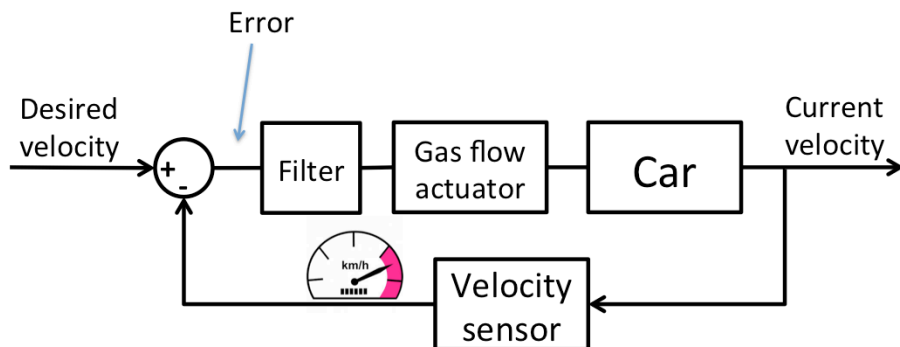 Error
Desired
velocity
+
-
Filter
Gas flow
actuator
Car
Current
velocity
km/h
Velocity
sensor